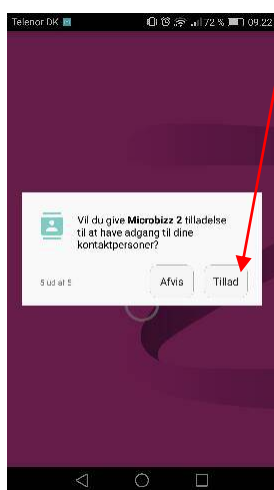 Telenor DK 72 % 09.22
Vil du give Microbizz 2 tilladelse
til at have adgang til dine
kontaktpersoner?
5 ud af 5
Afvis Tillad